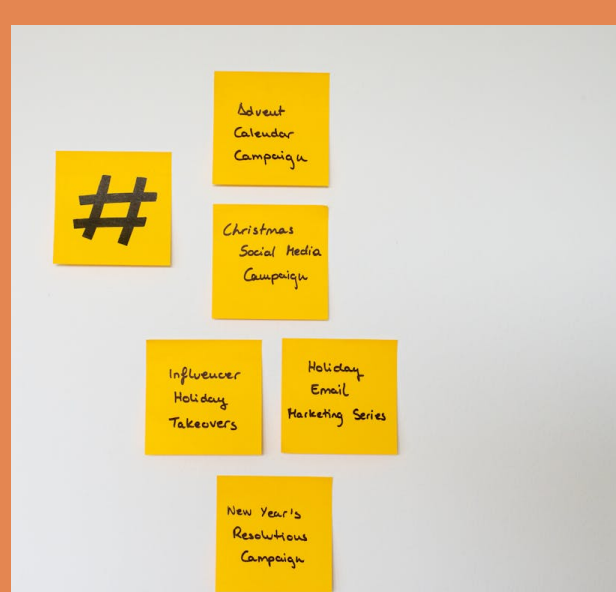 #
Advent
Calendar
Campaign
Christmas
Social Media
Campaign
Influencer
Holiday
Takeovers
Holiday
Email
Marketing Series
New Year's
Resolutions
Campaign